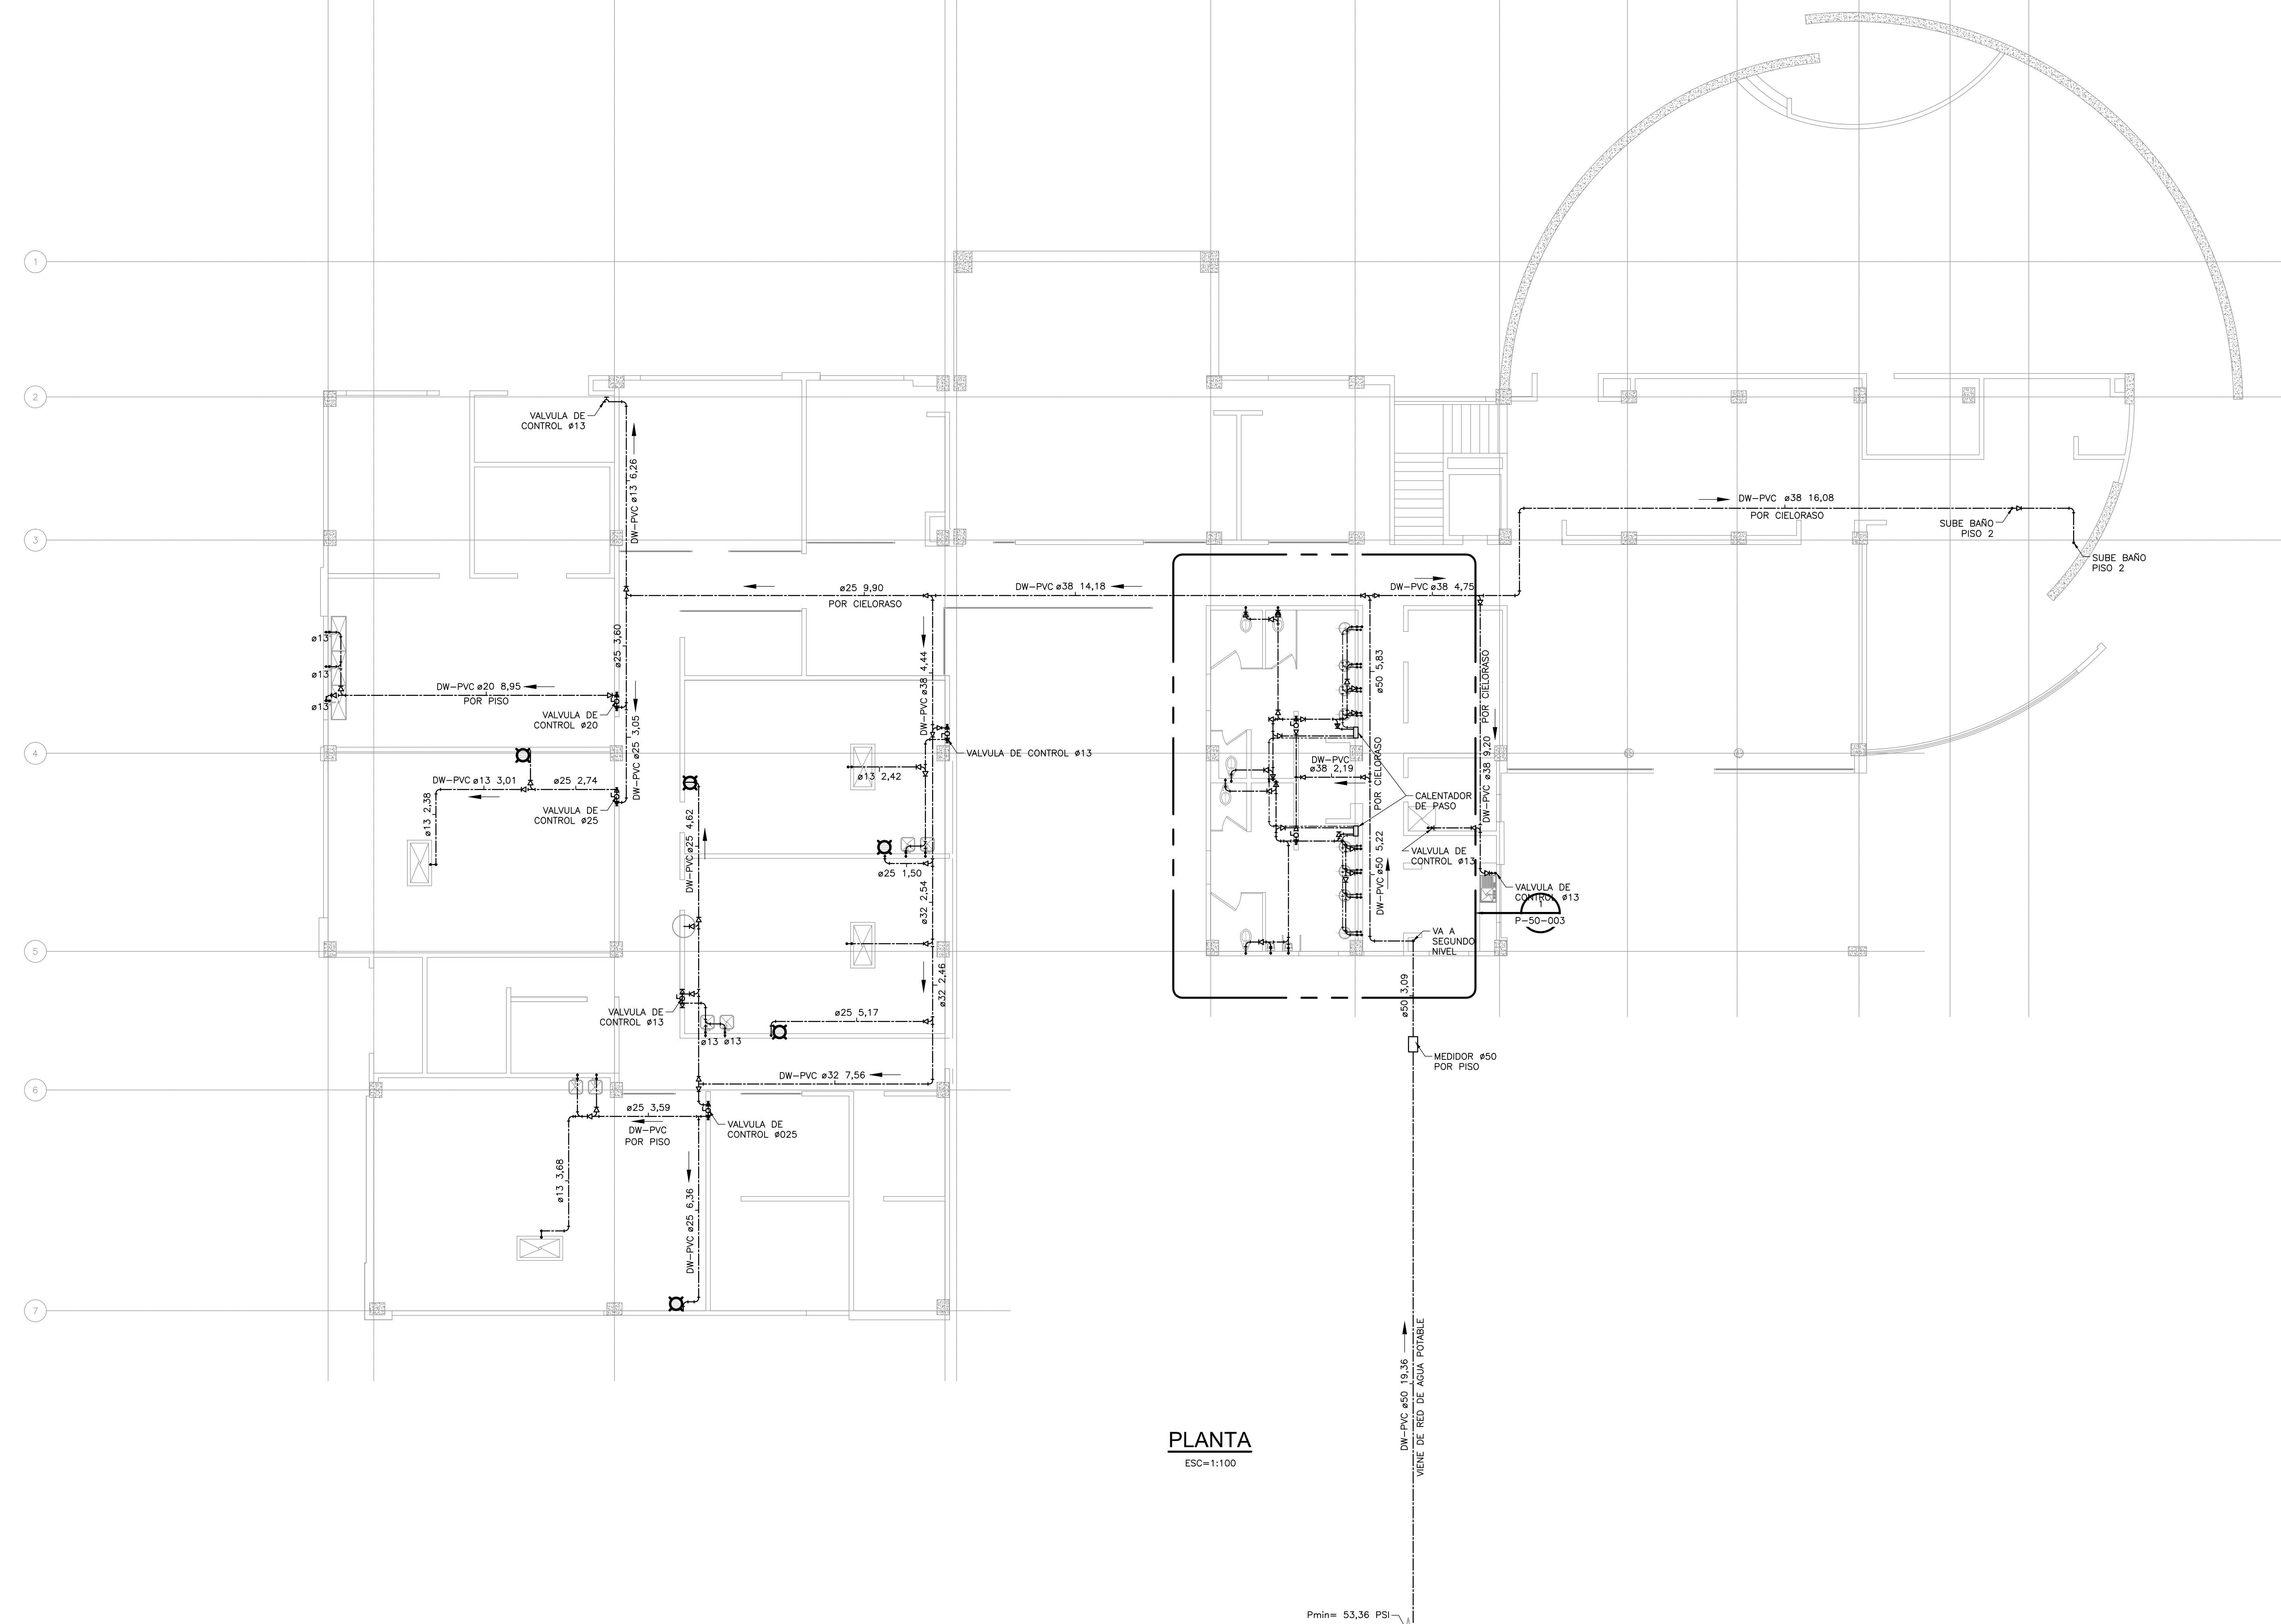 1
2
VALVULA DE
CONTROL ø13
DW-PVC ø13 6,26
DW-PVC ø38 16,08
POR CIELORASO
SUBE BAÑO
PISO 2
SUBE BAÑO
PISO 2
3
ø25 9,90
POR CIELORASO
DW-PVC ø38 14,18
DW-PVC ø38 4,75
ø13
ø13
ø13
ø25 3,60
DW-PVC ø38 4,44
ø50 5,83
POR CIELORASO
DW-PVC ø20 8,95
POR PISO
VALVULA DE
CONTROL ø20
DW-PVC ø25 3,05
4
VALVULA DE CONTROL ø13
DW-PVC
ø38 2,19
POR CIELORASO
DW-PVC ø38 9,20
DW-PVC ø13 3,01
ø25 2,74
ø13 2,42
CALENTADOR
DE PASO
VALVULA DE
CONTROL ø25
ø13 2,38
DW-PVC ø25 4,62
ø25 1,50
DW-PVC ø50 5,22
VALVULA DE
CONTROL ø13
VALVULA DE
CONTROL ø13
1
P-50-003
ø32 2,54
5
VA A
SEGUNDO
NIVEL
ø32 2,46
ø50 3,09
VALVULA DE
CONTROL ø13
ø13
ø13
ø25 5,17
MEDIDOR ø50
POR PISO
6
DW-PVC ø32 7,56
ø25 3,59
DW-PVC
POR PISO
VALVULA DE
CONTROL Ø025
ø13 3,68
DW-PVC ø25 6,36
7
DW-PVC ø50 19,36
VIENE DE RED DE AGUA POTABLE
PLANTA
ESC=1:100
Pmin= 53,36 PSI